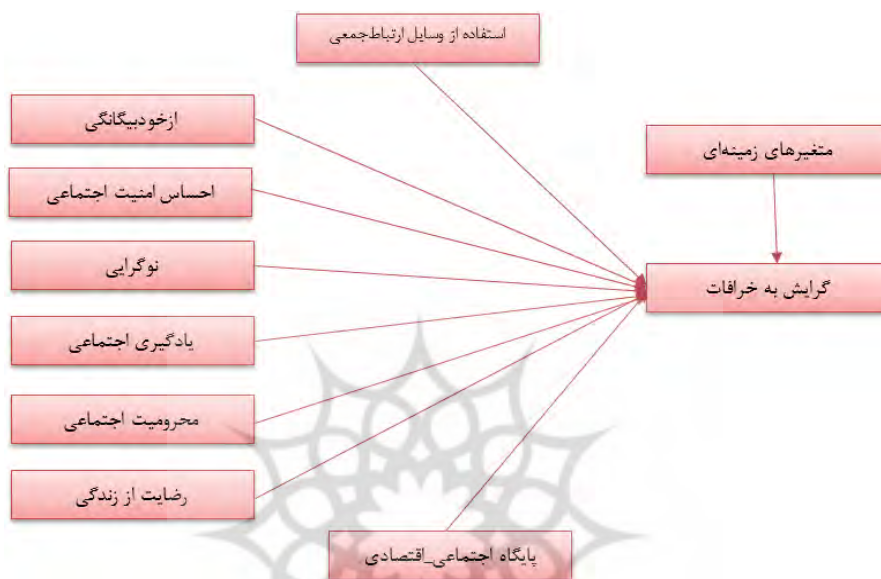 استفاده از وسایل ارتباط‌جمعی
ازخودبیگانگی
متغیرهای زمینه‌ای
احساس امنیت اجتماعی
نوگرایی
گرایش به خرافات
یادگیری اجتماعی
محرومیت اجتماعی
رضایت از زندگی
پایگاه اجتماعی_اقتصادی